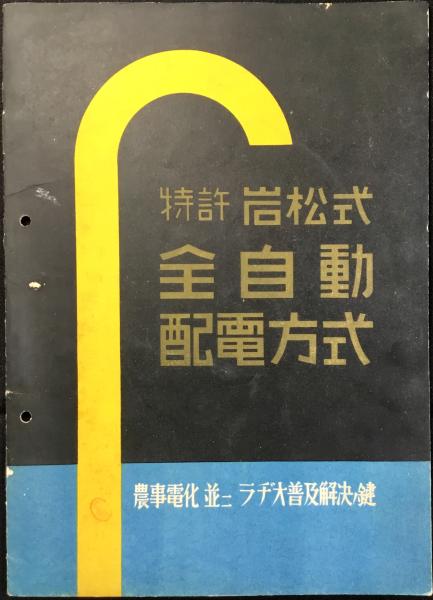 特許 岩松式
全自動
配電方式
農事電化並ニラヂオ普及解決ノ鍵